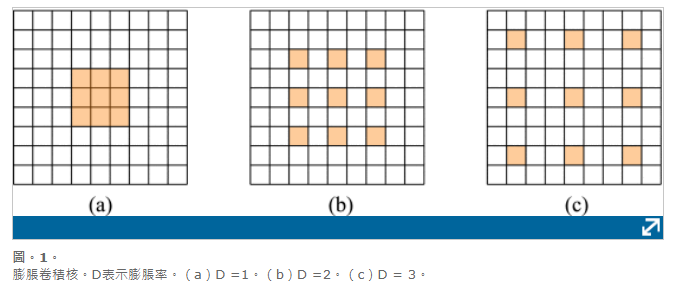 (a)
(b)
(c)
圖。1。
膨脹卷積核。D表示膨脹率。(a)D =1。(b)D =2。(c)D = 3。